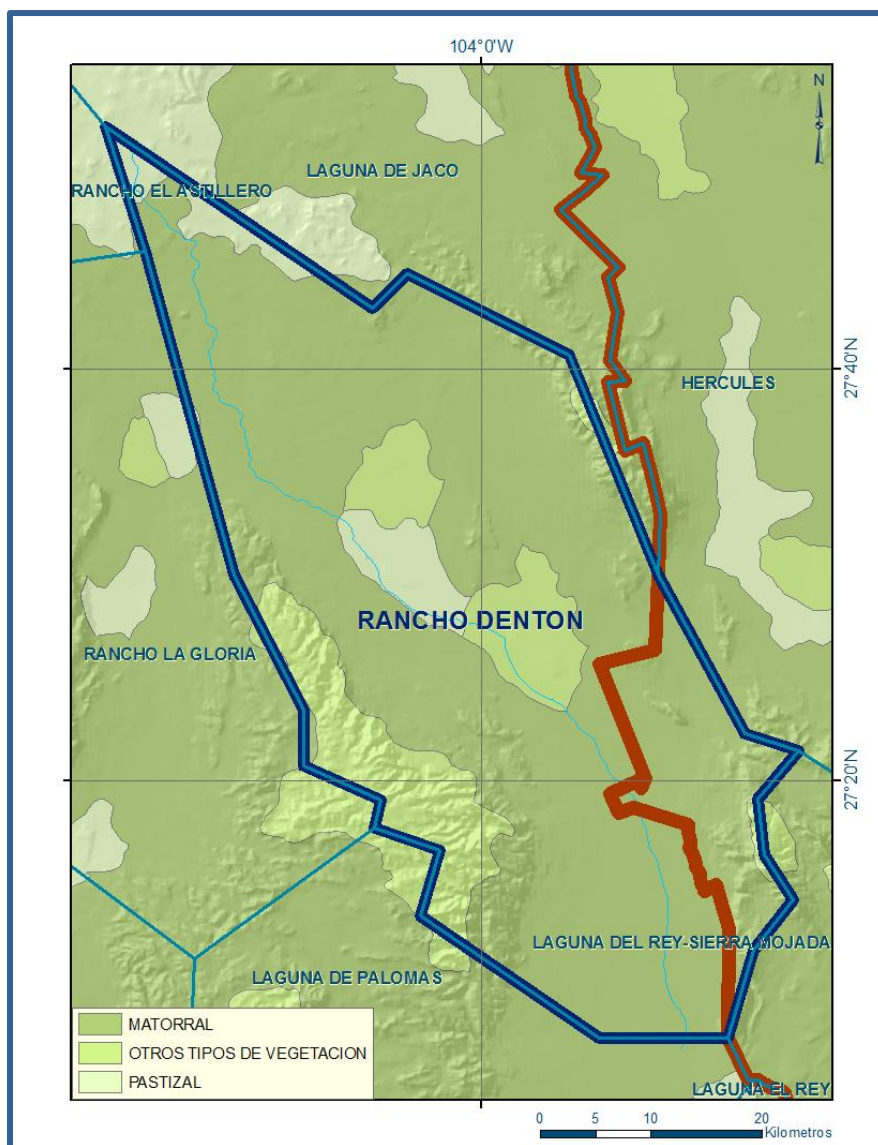 104°0'W
N
LAGUNA DE JACO
RANCHO EL ASTILLERO
27°40'N
HERCULES
RANCHO DENTON
RANCHO LA GLORIA
27°20'N
LAGUNA DEL REY-SIERRA MOJADA
LAGUNA DE PALOMAS
MATORRAL
OTROS TIPOS DE VEGETACION
PASTIZAL
LAGUNA EL REY
0 5 10 20
Kilometros